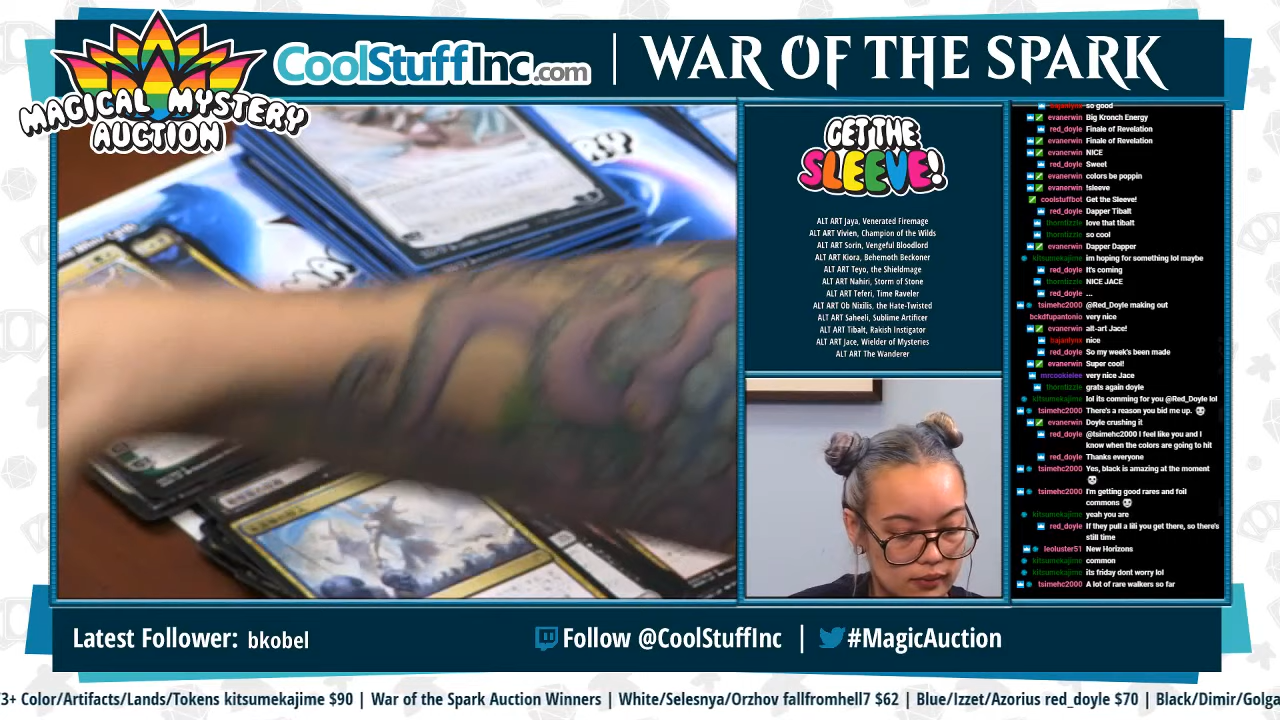 MAGICAL MYSTERY
AUCTION
CoolStuffInc.com
WAR OF THE SPARK
GET THE
SLEEVE!
ALT ART Jaya, Venerated Firemage
ALT ART Vivien, Champion of the Wilds
ALT ART Sorin, Vengeful Bloodlord
ALT ART Kiora, Behemoth Beckoner
ALT ART Teyo, the Shieldmage
ALT ART Nahiri, Storm of Stone
ALT ART Teferi, Time Raveler
ALT ART Ob Nixilis, the Hate-Twisted
ALT ART Saheeli, Sublime Artificer
ALT ART Tibalt, Rakish Instigator
ALT ART Jace, Wielder of Mysteries
ALT ART The Wanderer
so good
evanerwin Big Kronch Energy
red_doyle Finale of Revelation
evanerwin Finale of Revelation
evanerwin NICE
red_doyle Sweet
evanerwin colors be poppin
evanerwin !sleeve
coolstuffbot Get the Sleeve!
red_doyle Dapper Tibalt
thorntizzle love that tibalt
thorntizzle so cool
evanerwin Dapper Dapper
kitsumekajime im hoping for something lol maybe
red_doyle It's coming
thorntizzle NICE JACE
red_doyle ...
tsimehc2000 @Red_Doyle making out
bckdfupantonio very nice
evanerwin alt-art Jace!
nice
red_doyle So my week's been made
evanerwin Super cool!
mrcookielee very nice Jace
thorntizzle grats again doyle
kitsumekajime lol its comming for you @Red_Doyle lol
tsimehc2000 There's a reason you bid me up.
evanerwin Doyle crushing it
red_doyle @tsimehc2000 I feel like you and I
know when the colors are going to hit
red_doyle Thanks everyone
tsimehc2000 Yes, black is amazing at the moment
tsimehc2000 I'm getting good rares and foil
commons
kitsumekajime yeah you are
red_doyle If they pull a lili you get there, so there's
still time
leoluster51 New Horizons
kitsumekajime common
kitsumekajime its friday dont worry lol
tsimehc2000 A lot of rare walkers so far
Latest Follower: bkobel
Follow @CoolStuffInc | #MagicAuction
3+ Color/Artifacts/Lands/Tokens kitsumekajime $90 | War of the Spark Auction Winners | White/Selesnya/Orzhov fallfromhell7 $62 | Blue/Izzet/Azorius red_doyle $70 | Black/Dimir/Golga